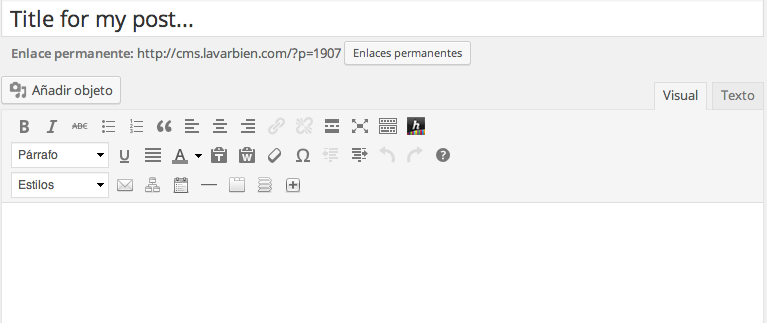 Title for my post...
Enlace permanente: http://cms.lavarbien.com/?p=1907 Enlaces permanentes
Añadir objeto
Visual Texto
B I ABC h
Párrafo U A T W Ω ?
Estilos